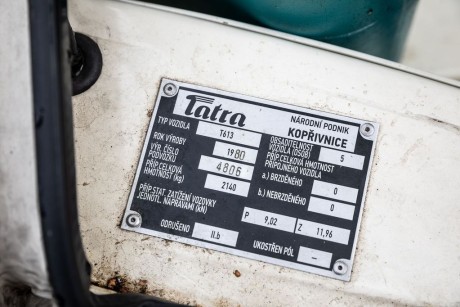 Tatra
NÁRODNÍ PODNIK
KOPŘIVNICE
TYP VOZIDLA T613
ROK VÝROBY 1980
VÝR. ČÍSLO PODVOZKU 4806
PŘÍP. CELKOVÁ HMOTNOST (kg) 2140
OBSADITELNOST VOZIDLA (OSOB) 5
PŘÍP. CELKOVÁ HMOTNOST PŘÍPOJNÉHO VOZIDLA
a.) BRZDĚNÉHO 0
b.) NEBRZDĚNÉHO 0
PŘÍP. STAT. ZATÍŽENÍ VOZOVKY
JEDNOTL. NÁPRAVAMI (kN) P 9,02 Z 11,96
ODRUŠENO II.b UKOSTŘEN PÓL –